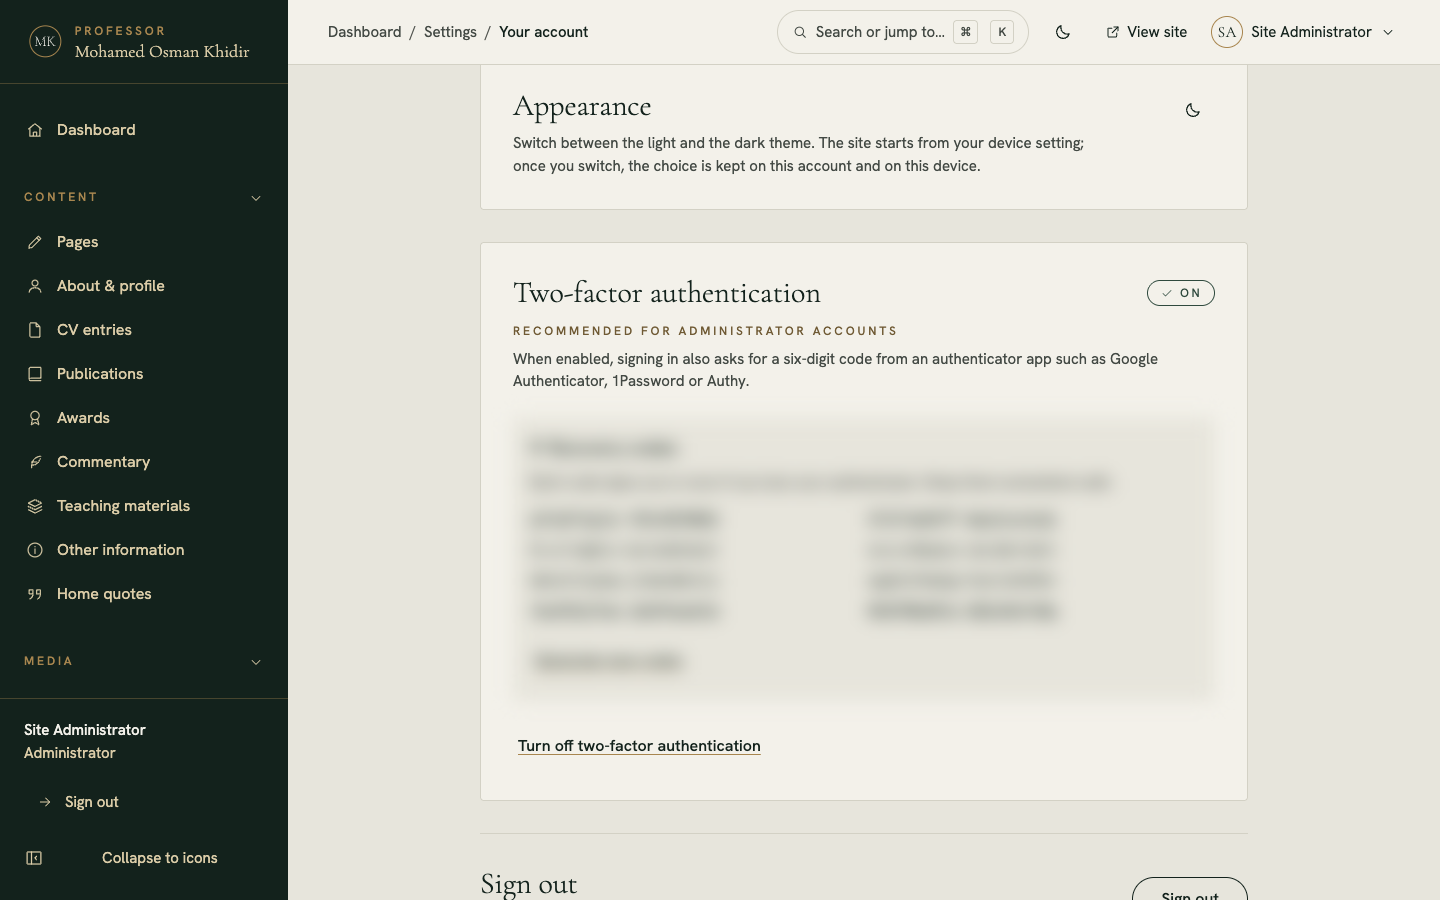 MK
PROFESSOR
Mohamed Osman Khidir
Dashboard
CONTENT
Pages
About & profile
CV entries
Publications
Awards
Commentary
Teaching materials
Other information
Home quotes
MEDIA
Site Administrator
Administrator
Sign out
Collapse to icons
Dashboard / Settings / Your account
Search or jump to... ⌘ K
View site
SA Site Administrator
Appearance
Switch between the light and the dark theme. The site starts from your device setting;
once you switch, the choice is kept on this account and on this device.
Two-factor authentication
ON
RECOMMENDED FOR ADMINISTRATOR ACCOUNTS
When enabled, signing in also asks for a six-digit code from an authenticator app such as Google
Authenticator, 1Password or Authy.
Turn off two-factor authentication
Sign out
Sign out